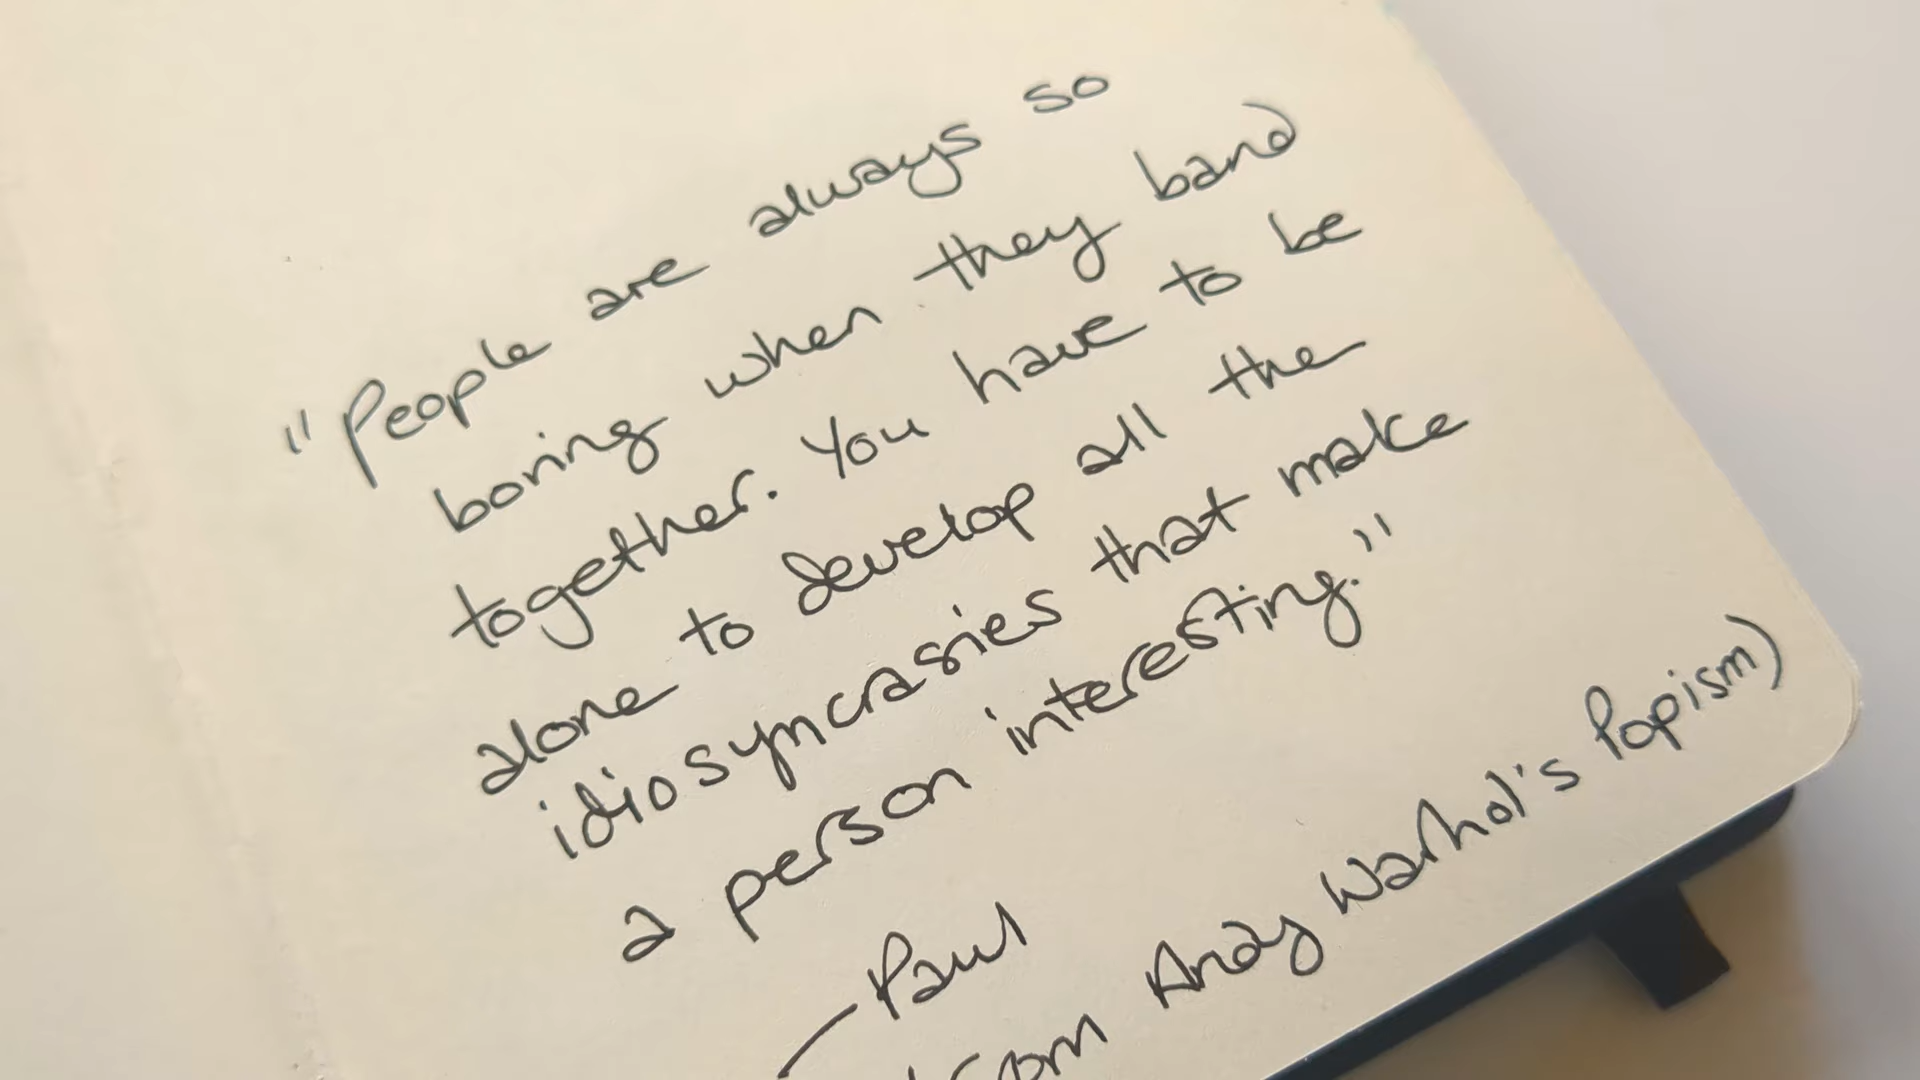 "People are always so
boring when they band
together. You have to be
alone to develop all the
idiosyncrasies that make
a person interesting."
—Paul
from Andy Warhol's Popism)